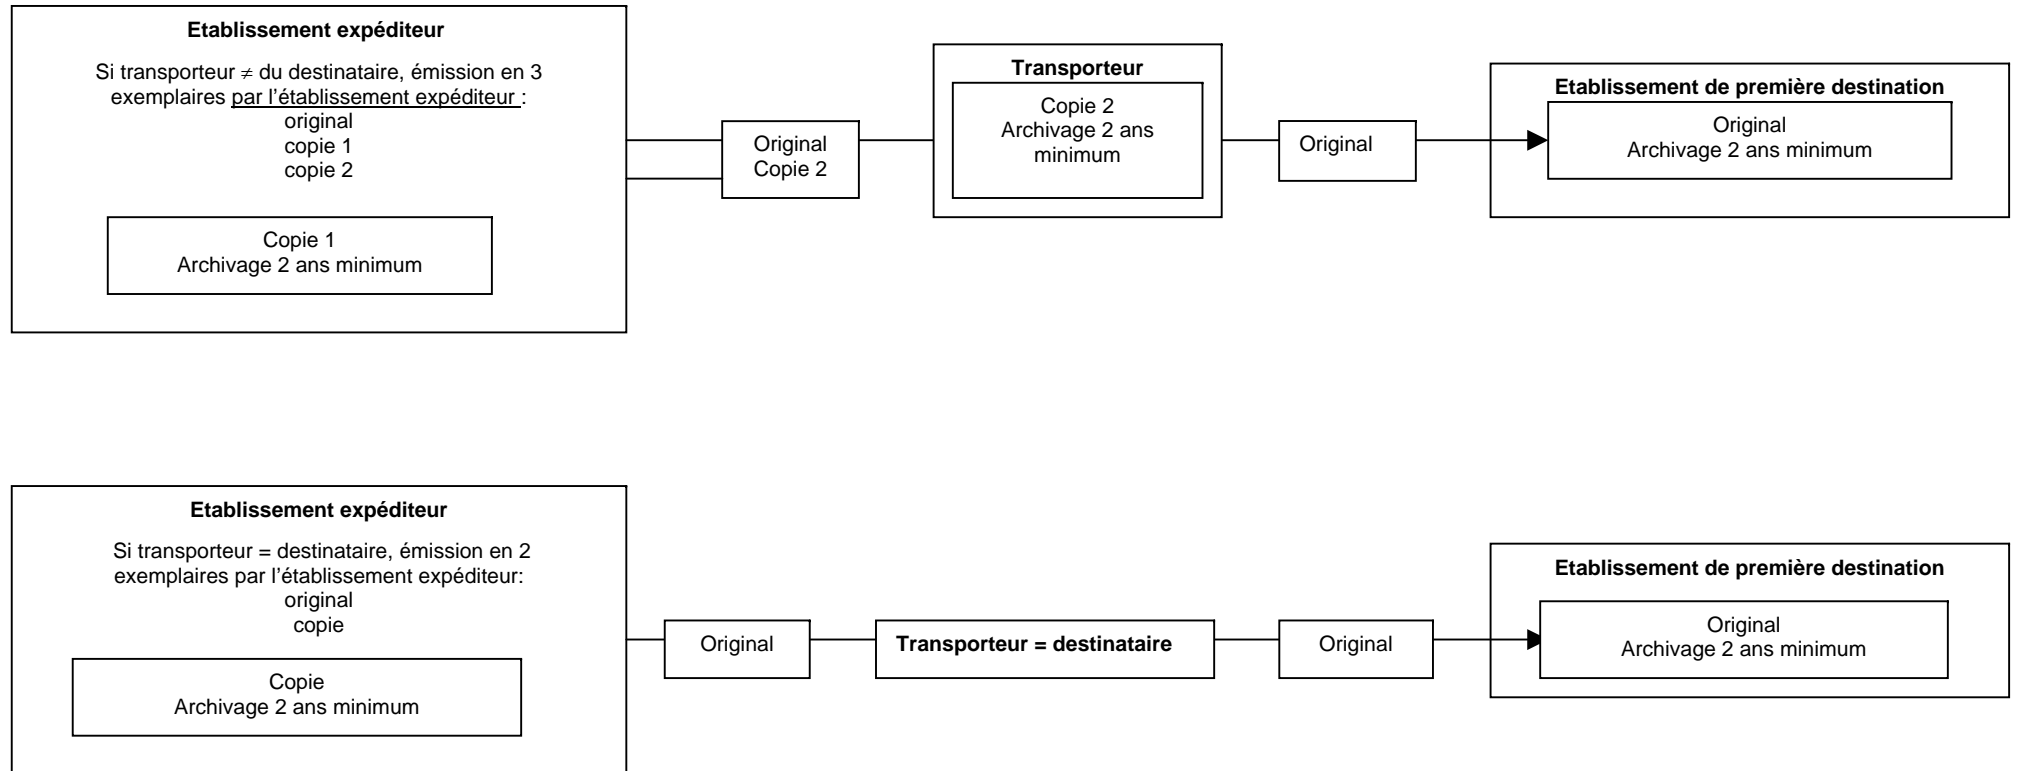 Etablissement expéditeur
Si transporteur ≠ du destinataire, émission en 3
exemplaires par l'établissement expéditeur :
original
copie 1
copie 2
Copie 1
Archivage 2 ans minimum
Original
Copie 2
Transporteur
Copie 2
Archivage 2 ans
minimum
Original
Etablissement de première destination
Original
Archivage 2 ans minimum
Etablissement expéditeur
Si transporteur = destinataire, émission en 2
exemplaires par l'établissement expéditeur:
original
copie
Copie
Archivage 2 ans minimum
Original
Transporteur = destinataire
Original
Etablissement de première destination
Original
Archivage 2 ans minimum